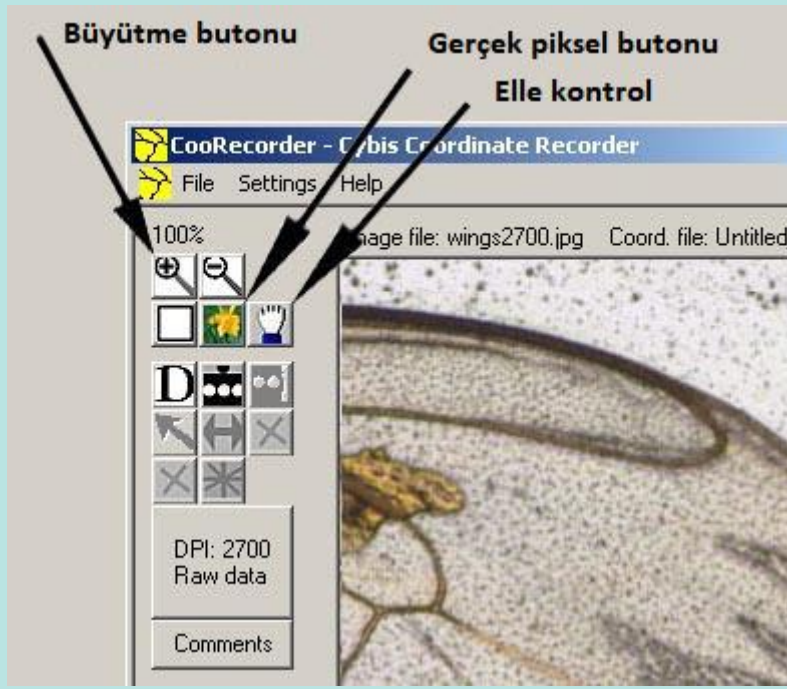 Büyütme butonu
Gerçek piksel butonu
Elle kontrol
CooRecorder - Cybis Coordinate Recorder
File Settings Help
100%
Image file: wings2700.jpg Coord. file: Untitled
D
DPI: 2700
Raw data
Comments